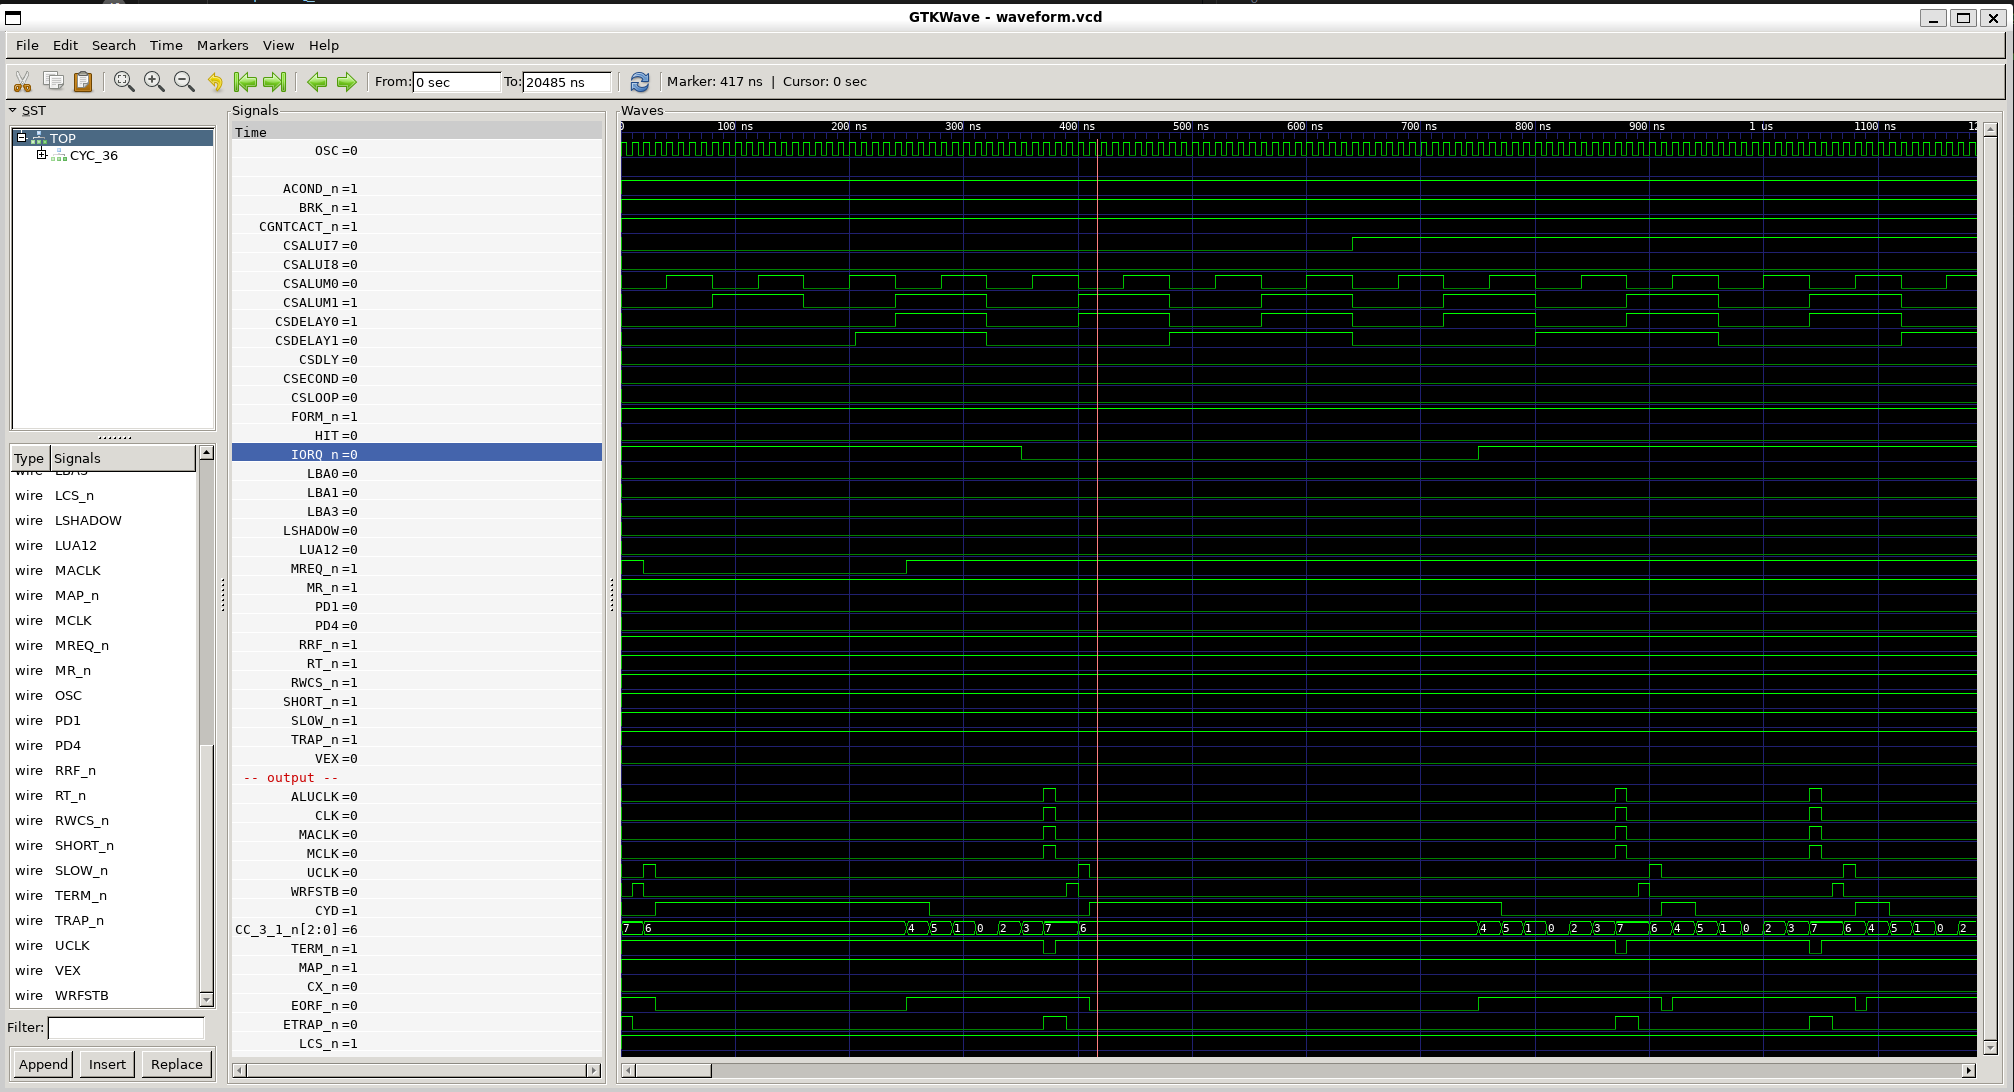 GTKWave - waveform.vcd
File Edit Search Time Markers View Help
From: 0 sec To: 20485 ns Marker: 417 ns | Cursor: 0 sec
SST
TOP
CYC_36
Type Signals
wire LCS_n
wire LSHADOW
wire LUA12
wire MACLK
wire MAP_n
wire MCLK
wire MREQ_n
wire MR_n
wire OSC
wire PD1
wire PD4
wire RRF_n
wire RT_n
wire RWCS_n
wire SHORT_n
wire SLOW_n
wire TERM_n
wire TRAP_n
wire UCLK
wire VEX
wire WRFSTB
Filter:
Append Insert Replace
Signals
Time
OSC=0
ACOND_n=1
BRK_n=1
CGNTCACT_n=1
CSALUI7=0
CSALUI8=0
CSALUM0=0
CSALUM1=1
CSDELAY0=1
CSDELAY1=0
CSDLY=0
CSECOND=0
CSLOOP=0
FORM_n=1
HIT=0
IORQ_n=0
LBA0=0
LBA1=0
LBA3=0
LSHADOW=0
LUA12=0
MREQ_n=1
MR_n=1
PD1=0
PD4=0
RRF_n=1
RT_n=1
RWCS_n=1
SHORT_n=1
SLOW_n=1
TRAP_n=1
VEX=0
-- output --
ALUCLK=0
CLK=0
MACLK=0
MCLK=0
UCLK=0
WRFSTB=0
CYD=1
CC_3_1_n[2:0]=6
TERM_n=1
MAP_n=1
CX_n=0
EORF_n=0
ETRAP_n=0
LCS_n=1
Waves
0 100 ns 200 ns 300 ns 400 ns 500 ns 600 ns 700 ns 800 ns 900 ns 1 us 1100 ns 12
7 6 4 5 1 0 2 3 7 6 4 5 1 0 2 3 7 6 4 5 1 0 2 3 7 6 4 5 1 0 2